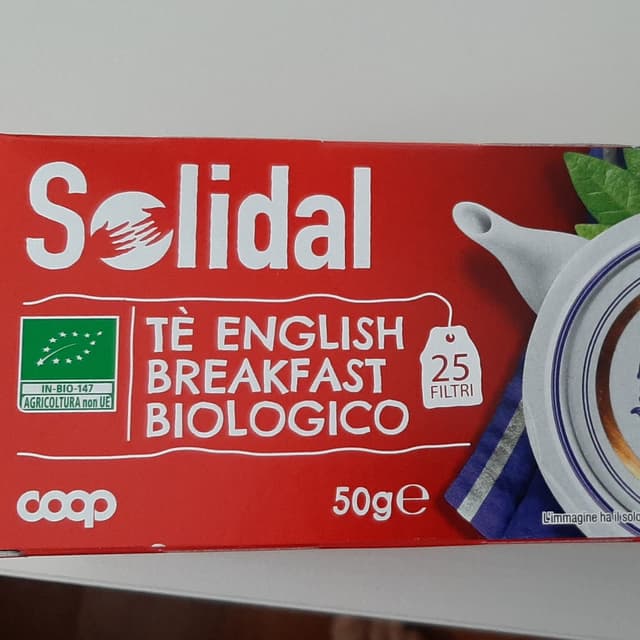 Solidal
TÈ ENGLISH
BREAKFAST
BIOLOGICO
25
FILTRI
IN-BIO-147
AGRICOLTURA non UE
coop
50g℮
L'immagine ha il solo